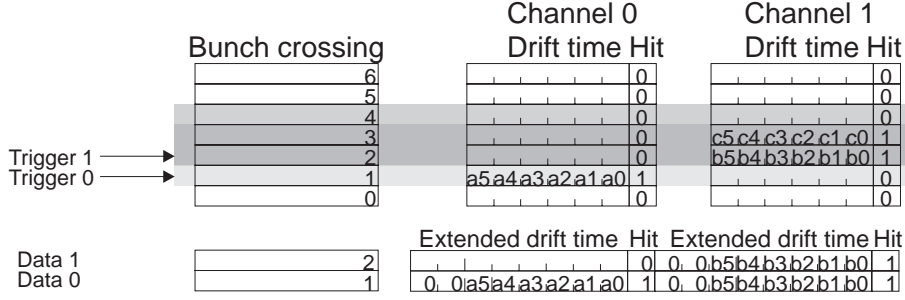 Channel 0 Channel 1
Bunch crossing Drift time Hit Drift time Hit
6 0 0
5 0 0
4 0 0
3 0 c5 c4 c3 c2 c1 c0 1
Trigger 1 2 0 b5 b4 b3 b2 b1 b0 1
Trigger 0 1 a5 a4 a3 a2 a1 a0 1 0
0 0 0
Extended drift time Hit Extended drift time Hit
Data 1 2 0 0 0 b5 b4 b3 b2 b1 b0 1
Data 0 1 0 0 a5 a4 a3 a2 a1 a0 1 0 0 b5 b4 b3 b2 b1 b0 1